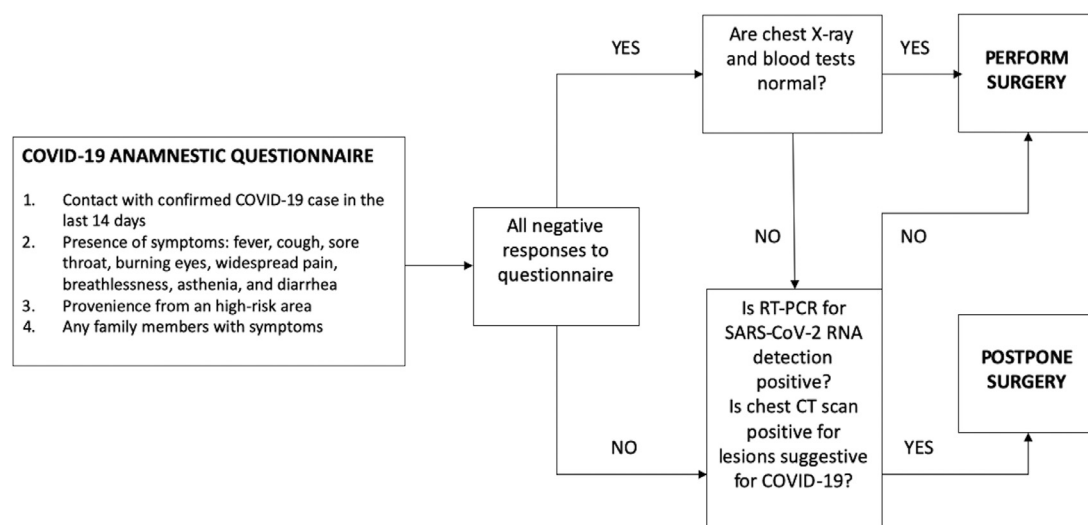 COVID-19 ANAMNESTIC QUESTIONNAIRE
1. Contact with confirmed COVID-19 case in the
last 14 days
2. Presence of symptoms: fever, cough, sore
throat, burning eyes, widespread pain,
breathlessness, asthenia, and diarrhea
3. Provenience from an high-risk area
4. Any family members with symptoms
All negative
responses to
questionnaire
YES
Are chest X-ray
and blood tests
normal?
YES
PERFORM
SURGERY
NO
NO
Is RT-PCR for
SARS-CoV-2 RNA
detection
positive?
Is chest CT scan
positive for
lesions suggestive
for COVID-19?
NO
YES
POSTPONE
SURGERY